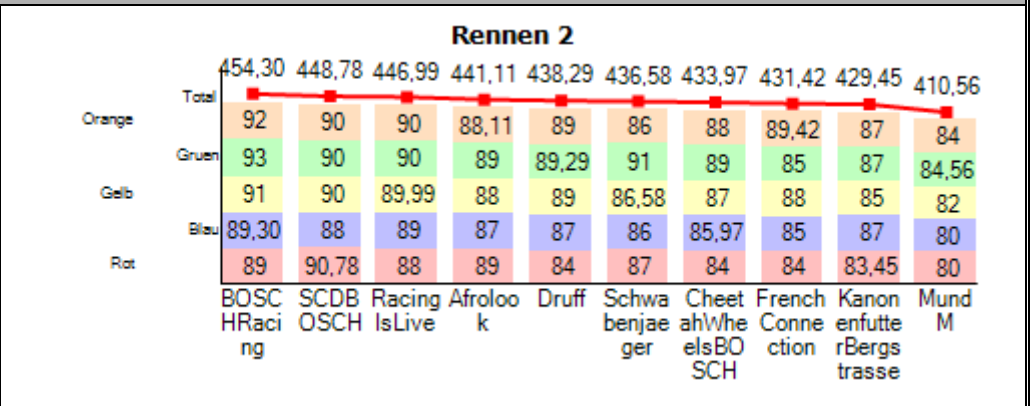 Rennen 2
454,30 448,78 446,99 441,11 438,29 436,58 433,97 431,42 429,45 410,56
Total
Orange 92 90 90 88,11 89 86 88 89,42 87 84
Gruen 93 90 90 89 89,29 91 89 85 87 84,56
Gelb 91 90 89,99 88 89 86,58 87 88 85 82
Blau 89,30 88 89 87 87 86 85,97 85 87 80
Rot 89 90,78 88 89 84 87 84 84 83,45 80
BOSC SCDB Racing Afroloo Druff Schwa Cheet French Kanon Mund
HRaci OSCH IsLive k benjae ahWhe Conne enfutte M
ng ger elsBO ction rBergs
SCH trasse